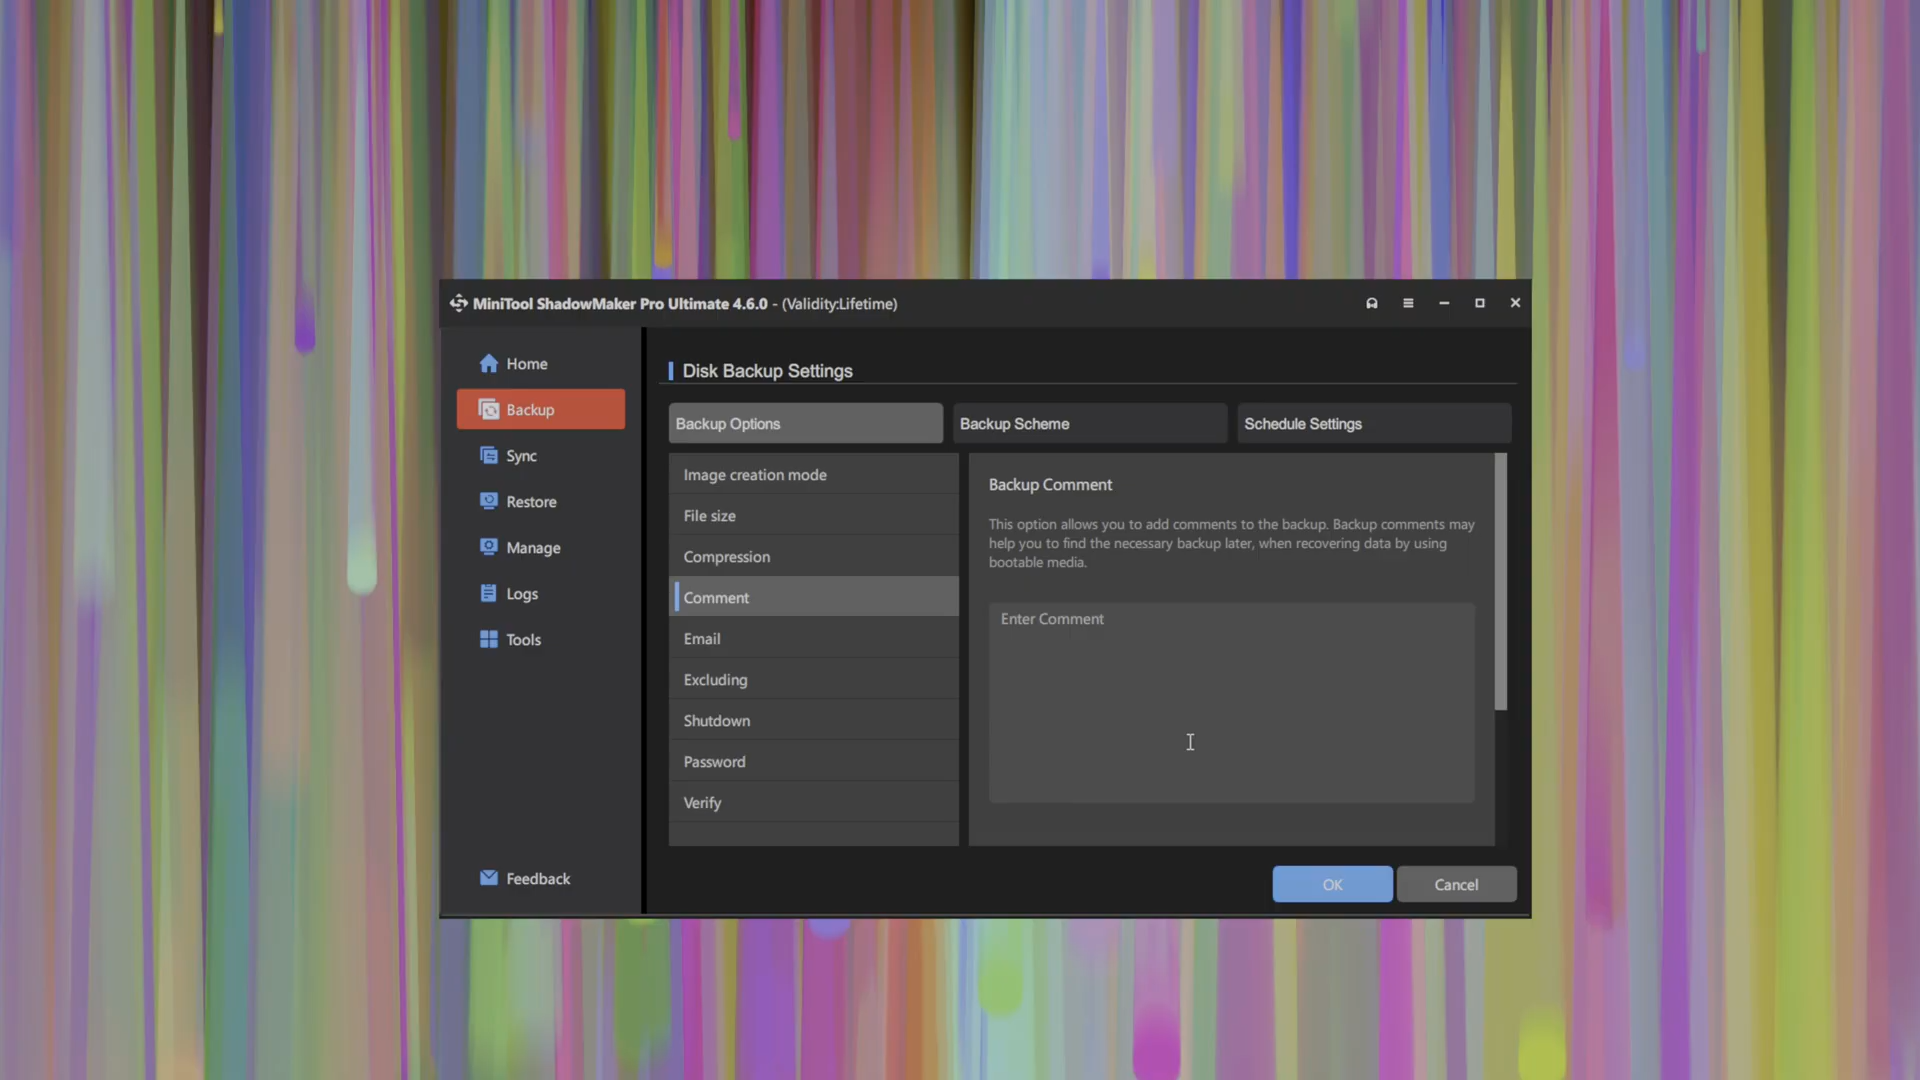 MiniTool ShadowMaker Pro Ultimate 4.6.0 - (Validity:Lifetime)
Home
Backup
Sync
Restore
Manage
Logs
Tools
Feedback
Disk Backup Settings
Backup Options
Backup Scheme
Schedule Settings
Image creation mode
File size
Compression
Comment
Email
Excluding
Shutdown
Password
Verify
Backup Comment
This option allows you to add comments to the backup. Backup comments may
help you to find the necessary backup later, when recovering data by using
bootable media.
Enter Comment
OK
Cancel